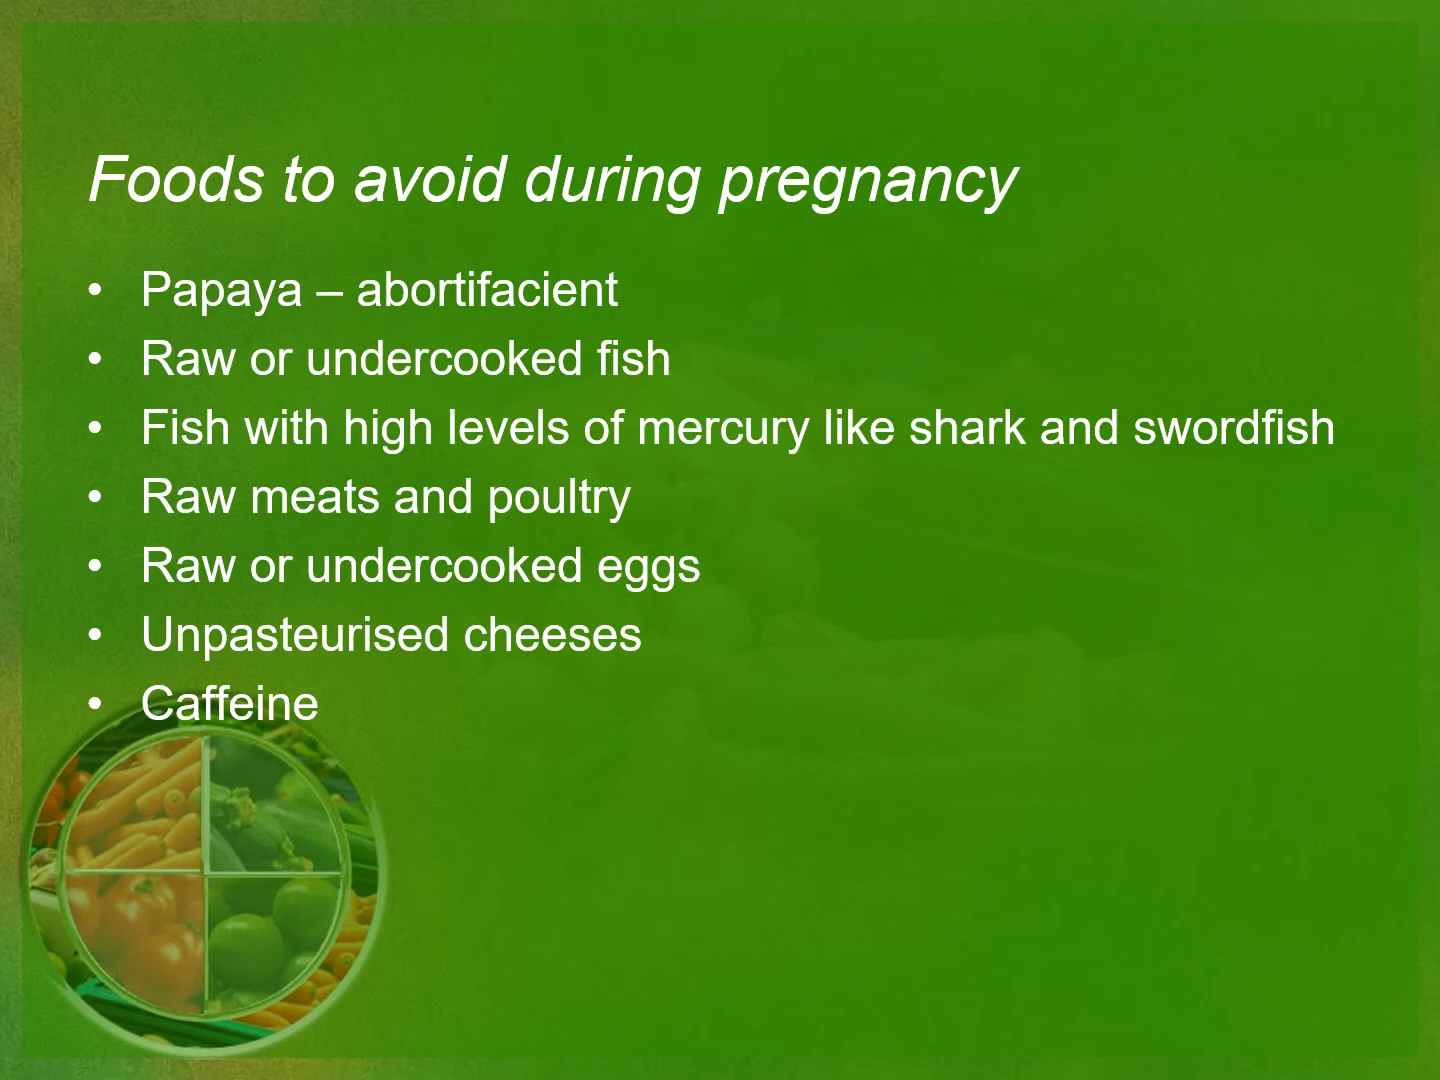 Foods to avoid during pregnancy
• Papaya – abortifacient
• Raw or undercooked fish
• Fish with high levels of mercury like shark and swordfish
• Raw meats and poultry
• Raw or undercooked eggs
• Unpasteurised cheeses
• Caffeine